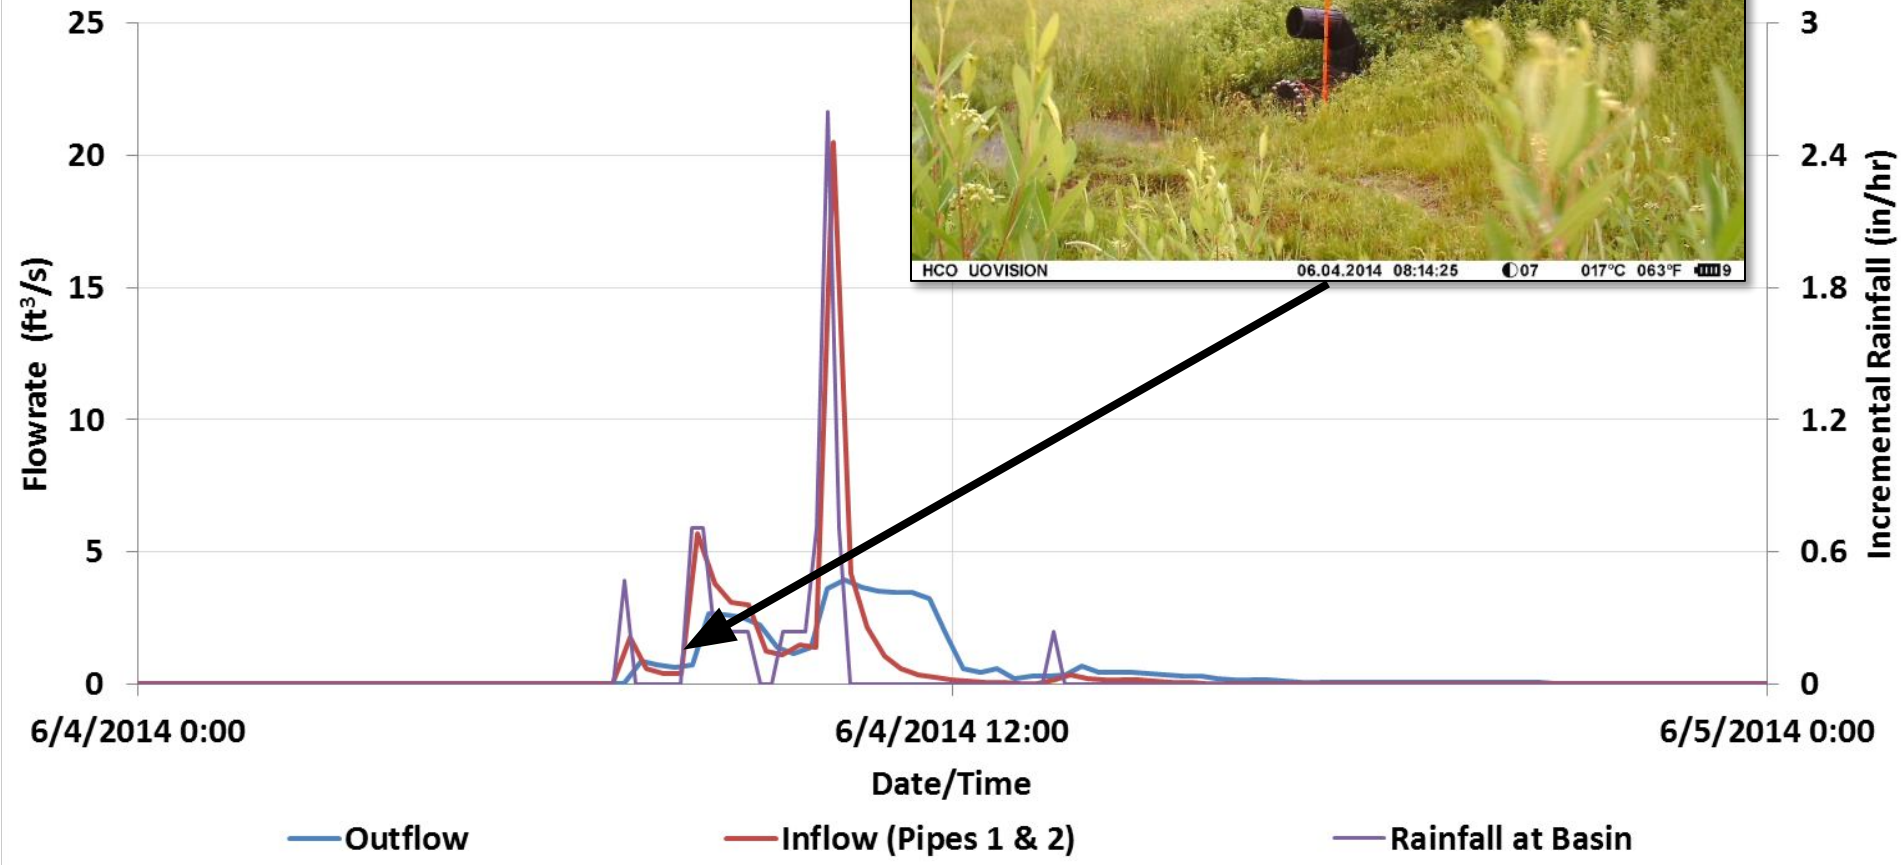 25
20
15
10
5
0
Flowrate (ft³/s)
3
2.4
1.8
1.2
0.6
0
Incremental Rainfall (in/hr)
HCO UOVISION 06.04.2014 08:14:25 07 017°C 063°F 9
6/4/2014 0:00 6/4/2014 12:00 6/5/2014 0:00
Date/Time
Outflow Inflow (Pipes 1 & 2) Rainfall at Basin